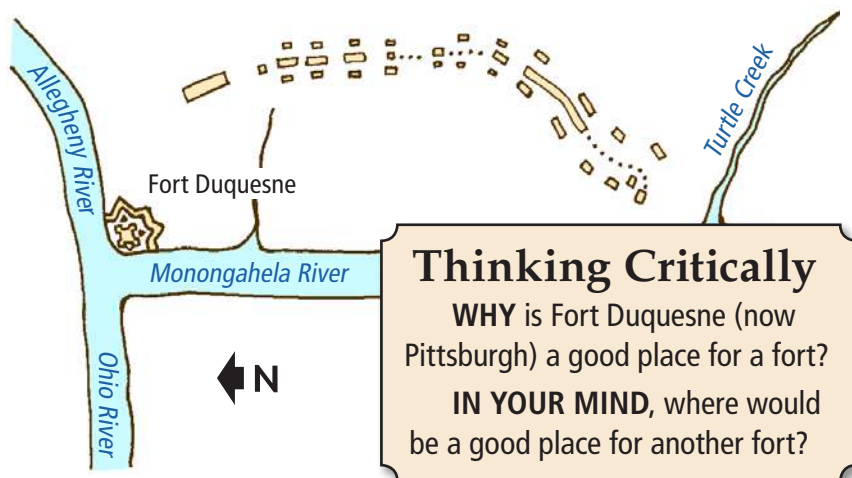 Allegheny River
Turtle Creek
Fort Duquesne
Monongahela River
Ohio River
N
Thinking Critically
WHY is Fort Duquesne (now
Pittsburgh) a good place for a fort?
IN YOUR MIND, where would
be a good place for another fort?